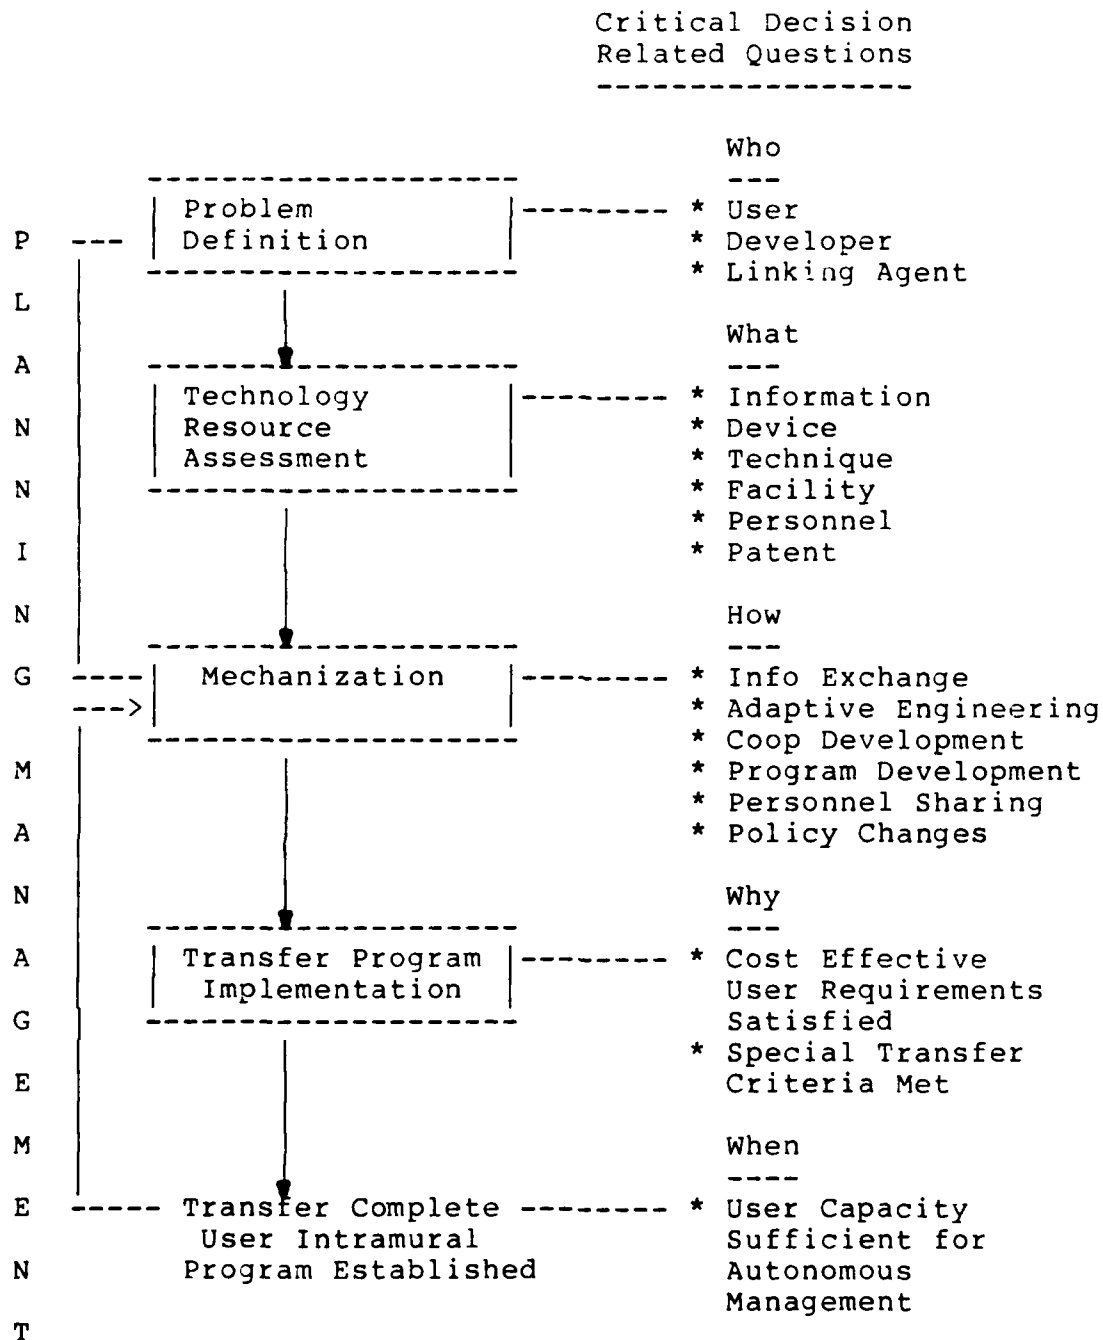 Critical Decision
Related Questions
Who
Problem
Definition
* User
* Developer
* Linking Agent
What
Technology
Resource
Assessment
* Information
* Device
* Technique
* Facility
* Personnel
* Patent
How
Mechanization
* Info Exchange
* Adaptive Engineering
* Coop Development
* Program Development
* Personnel Sharing
* Policy Changes
Why
Transfer Program
Implementation
* Cost Effective
User Requirements
Satisfied
* Special Transfer
Criteria Met
When
Transfer Complete
User Intramural
Program Established
* User Capacity
Sufficient for
Autonomous
Management
PLANNING
MANAGEMENT